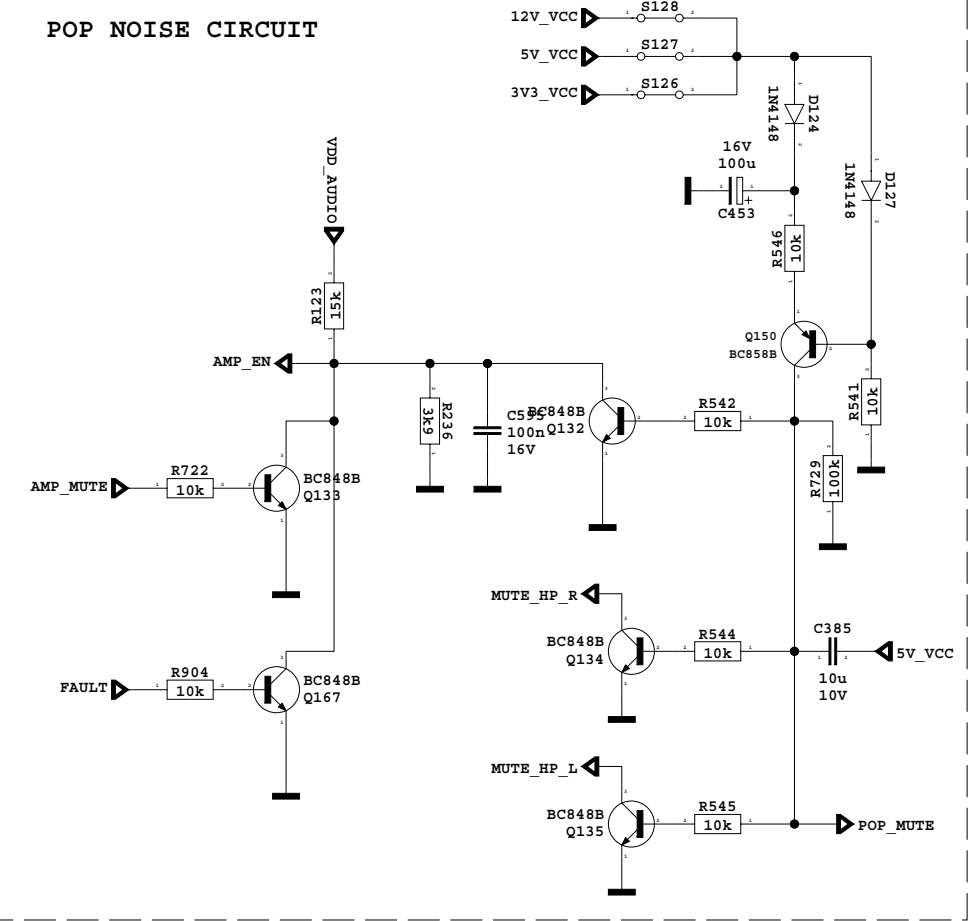 POP NOISE CIRCUIT
12V_VCC
S128
5V_VCC
S127
3V3_VCC
S126
D124
1N4148
D127
1N4148
16V
100u
C453
R546
10k
VDD_AUDIO
R123
15k
Q150
BC858B
AMP_EN
R541
10k
R236
3k9
C595
100n
16V
BC848B
Q132
R542
10k
R729
100k
AMP_MUTE
R722
10k
BC848B
Q133
MUTE_HP_R
BC848B
Q134
R544
10k
C385
10u
10V
5V_VCC
FAULT
R904
10k
BC848B
Q167
MUTE_HP_L
BC848B
Q135
R545
10k
POP_MUTE